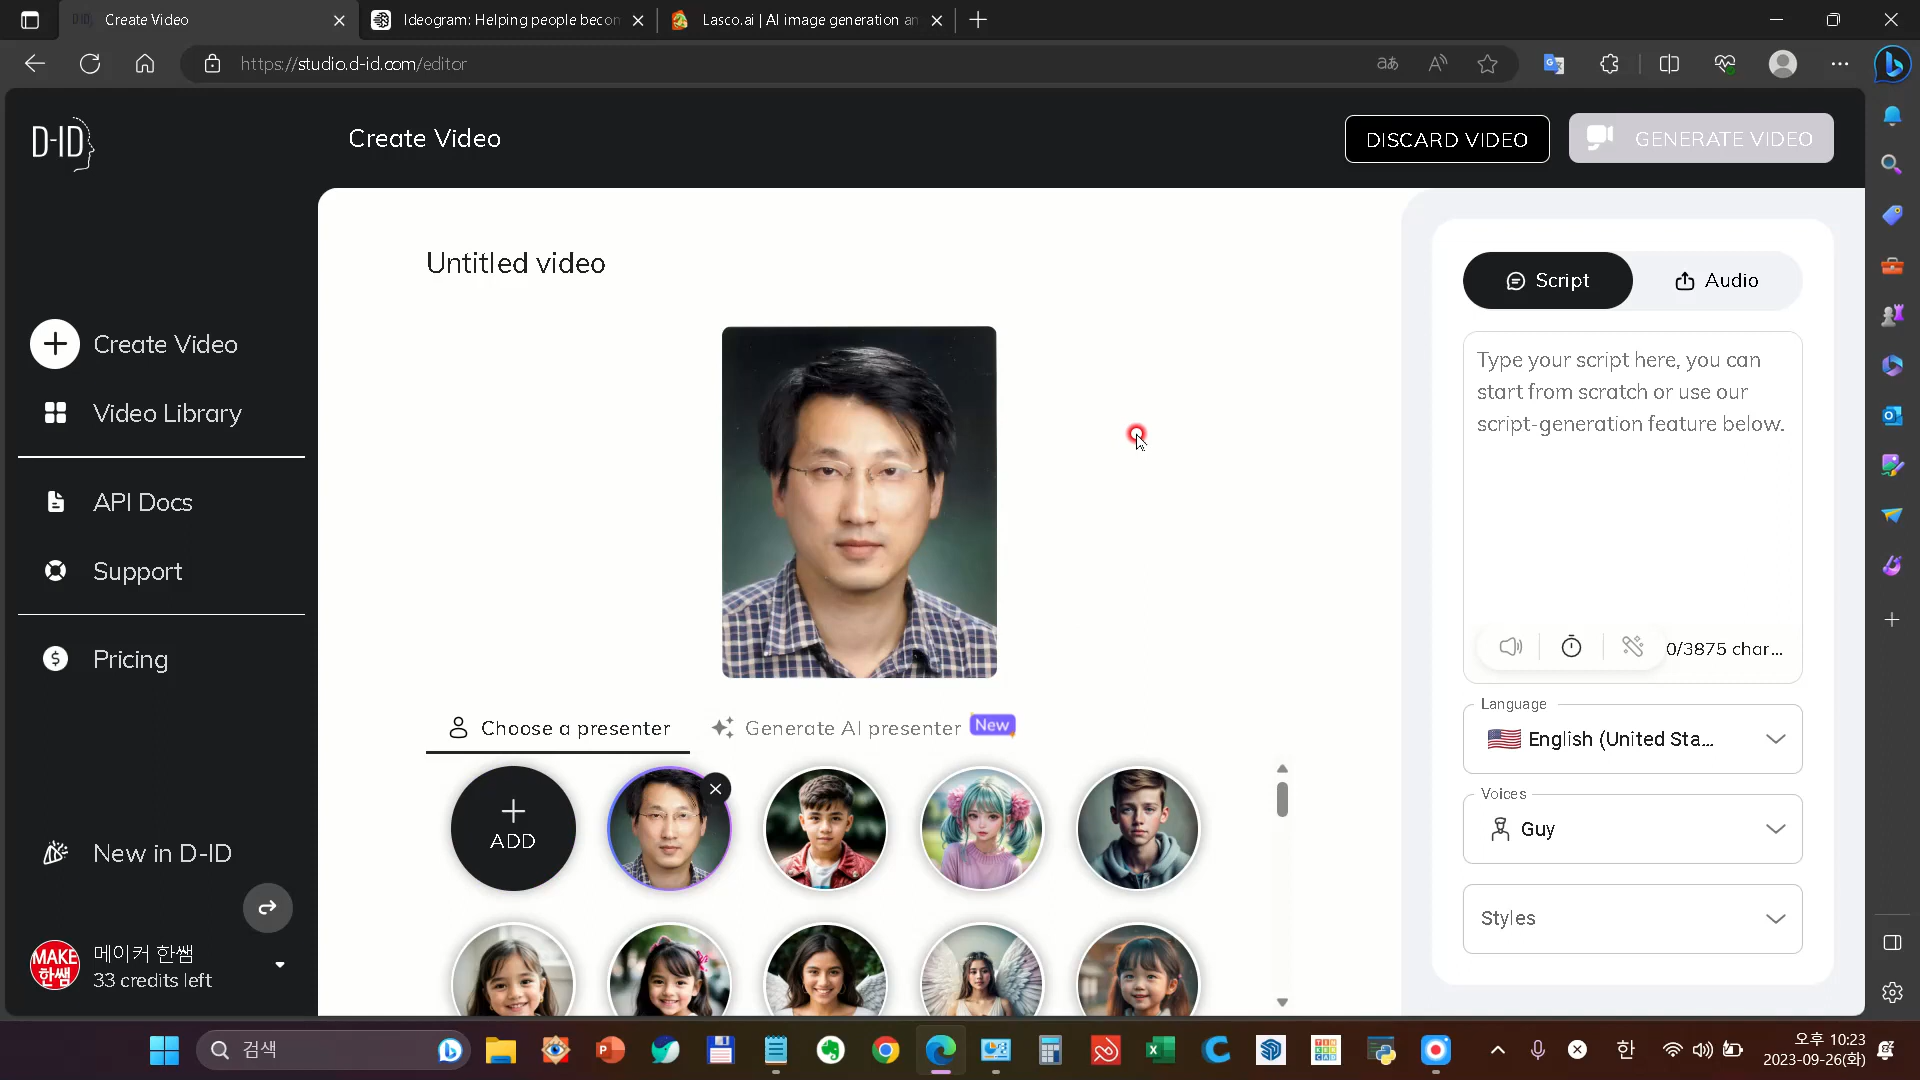 Create Video
Ideogram: Helping people becom
Lasco.ai | AI image generation an
https://studio.d-id.com/editor
D-ID
Create Video
DISCARD VIDEO
GENERATE VIDEO
Untitled video
Script
Audio
Create Video
Type your script here, you can
start from scratch or use our
script-generation feature below.
Video Library
API Docs
Support
Pricing
0/3875 char...
Language
English (United Sta...
Choose a presenter
Generate AI presenter
New
ADD
Voices
Guy
Styles
New in D-ID
MAKE
한쌤
메이커 한쌤
33 credits left
검색
한
오후 10:23
2023-09-26(화)